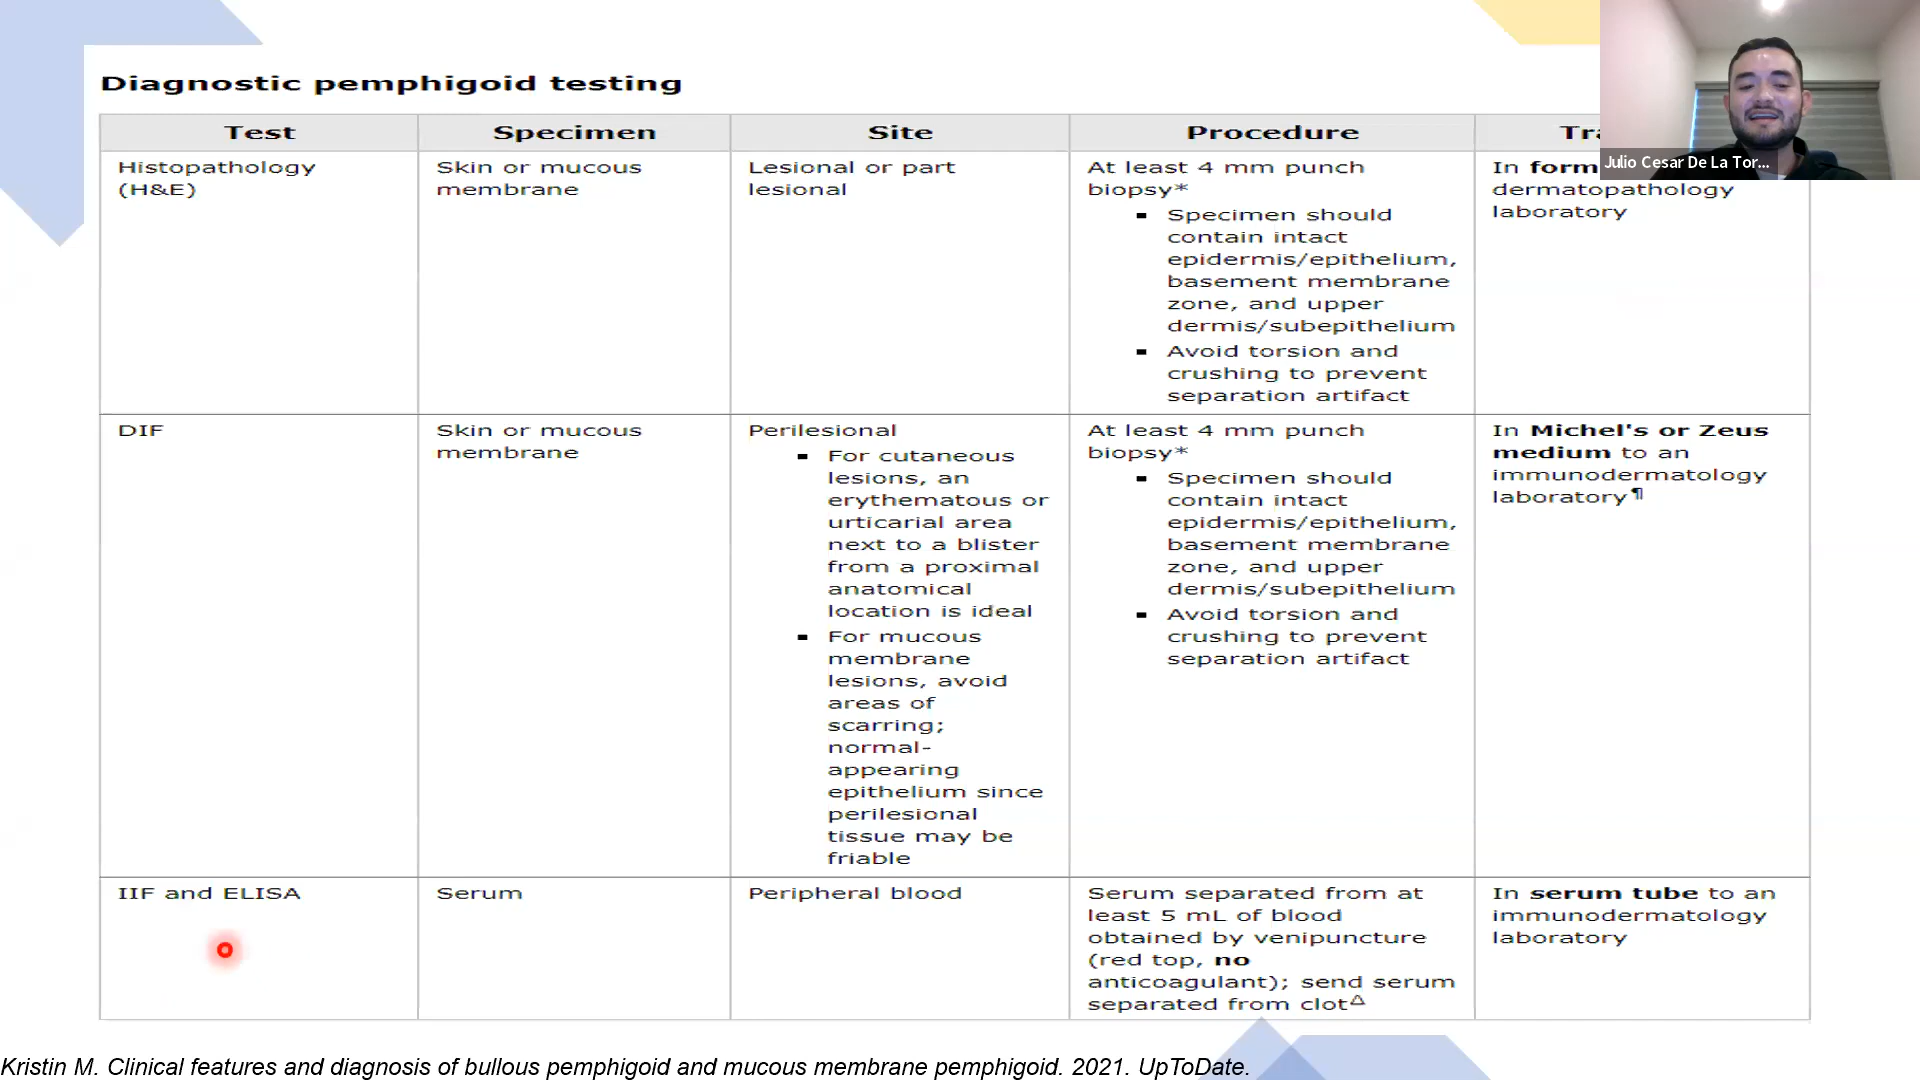 Diagnostic pemphigoid testing
Test
Specimen
Site
Procedure
Histopathology
(H&E)
Skin or mucous
membrane
Lesional or part
lesional
At least 4 mm punch
biopsy*
▪ Specimen should
contain intact
epidermis/epithelium,
basement membrane
zone, and upper
dermis/subepithelium
▪ Avoid torsion and
crushing to prevent
separation artifact
In
dermatopathology
laboratory
DIF
Skin or mucous
membrane
Perilesional
▪ For cutaneous
lesions, an
erythematous or
urticarial area
next to a blister
from a proximal
anatomical
location is ideal
▪ For mucous
membrane
lesions, avoid
areas of
scarring;
normal-
appearing
epithelium since
perilesional
tissue may be
friable
At least 4 mm punch
biopsy*
▪ Specimen should
contain intact
epidermis/epithelium,
basement membrane
zone, and upper
dermis/subepithelium
▪ Avoid torsion and
crushing to prevent
separation artifact
In Michel's or Zeus
medium to an
immunodermatology
laboratory¶
IIF and ELISA
Serum
Peripheral blood
Serum separated from at
least 5 mL of blood
obtained by venipuncture
(red top, no
anticoagulant); send serum
separated from clotΔ
In serum tube to an
immunodermatology
laboratory
Julio Cesar De La Tor...
Kristin M. Clinical features and diagnosis of bullous pemphigoid and mucous membrane pemphigoid. 2021. UpToDate.